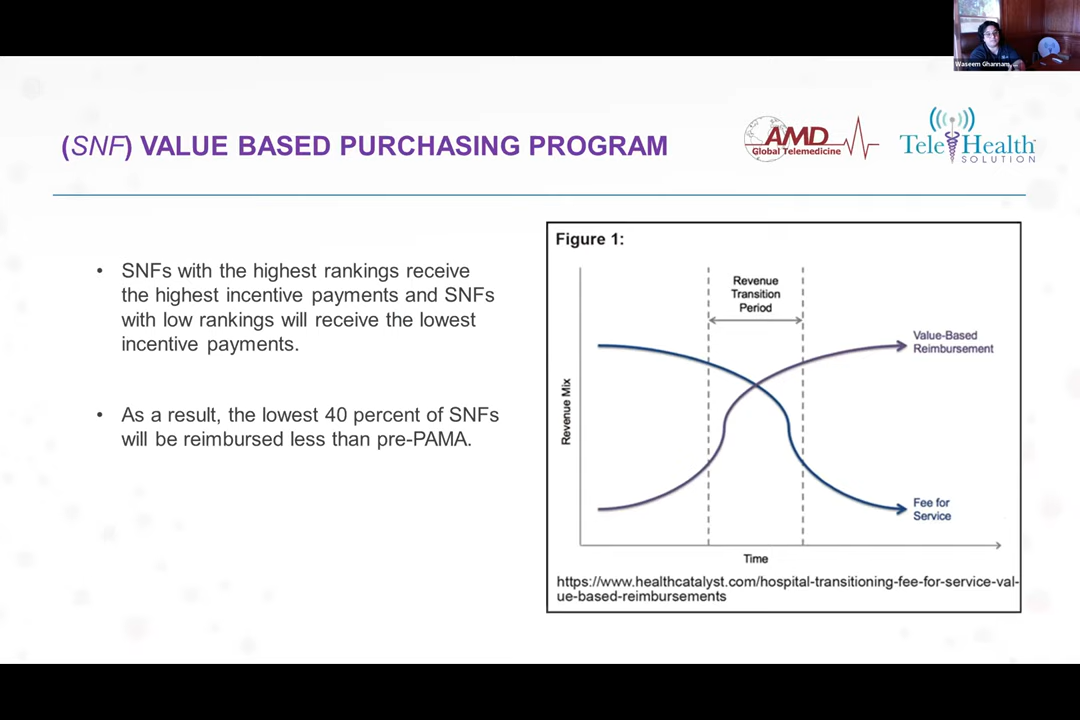 Waseem Ghannam, ...
(SNF) VALUE BASED PURCHASING PROGRAM
AMD
Global Telemedicine
TeleHealth
SOLUTION
• SNFs with the highest rankings receive
the highest incentive payments and SNFs
with low rankings will receive the lowest
incentive payments.
• As a result, the lowest 40 percent of SNFs
will be reimbursed less than pre-PAMA.
Figure 1:
Revenue
Transition
Period
Value-Based
Reimbursement
Revenue Mix
Fee for
Service
Time
https://www.healthcatalyst.com/hospital-transitioning-fee-for-service-val-
ue-based-reimbursements